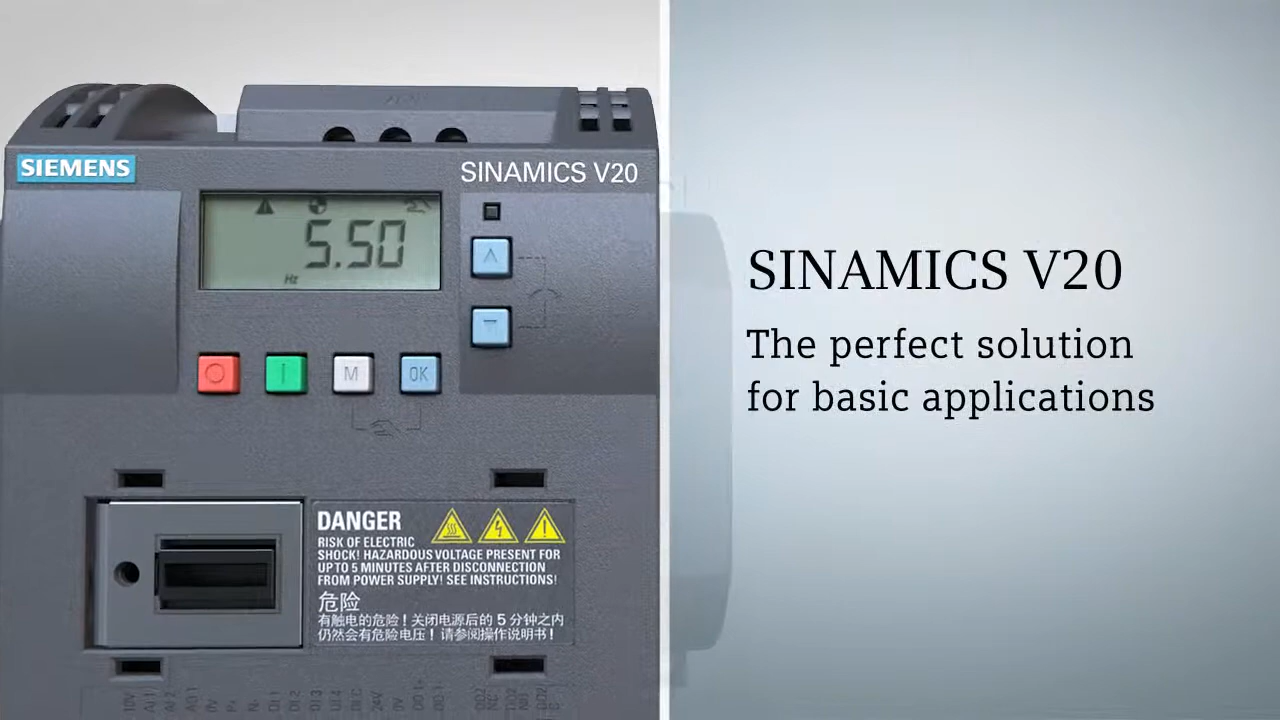 SIEMENS
SINAMICS V20
5.50
Hz
M
OK
DANGER
RISK OF ELECTRIC
SHOCK! HAZARDOUS VOLTAGE PRESENT FOR
UP TO 5 MINUTES AFTER DISCONNECTION
FROM POWER SUPPLY! SEE INSTRUCTIONS!
危险
有触电的危险！关闭电源后的 5 分钟之内
仍然会有危险电压！请参阅操作说明书！
SINAMICS V20
The perfect solution
for basic applications